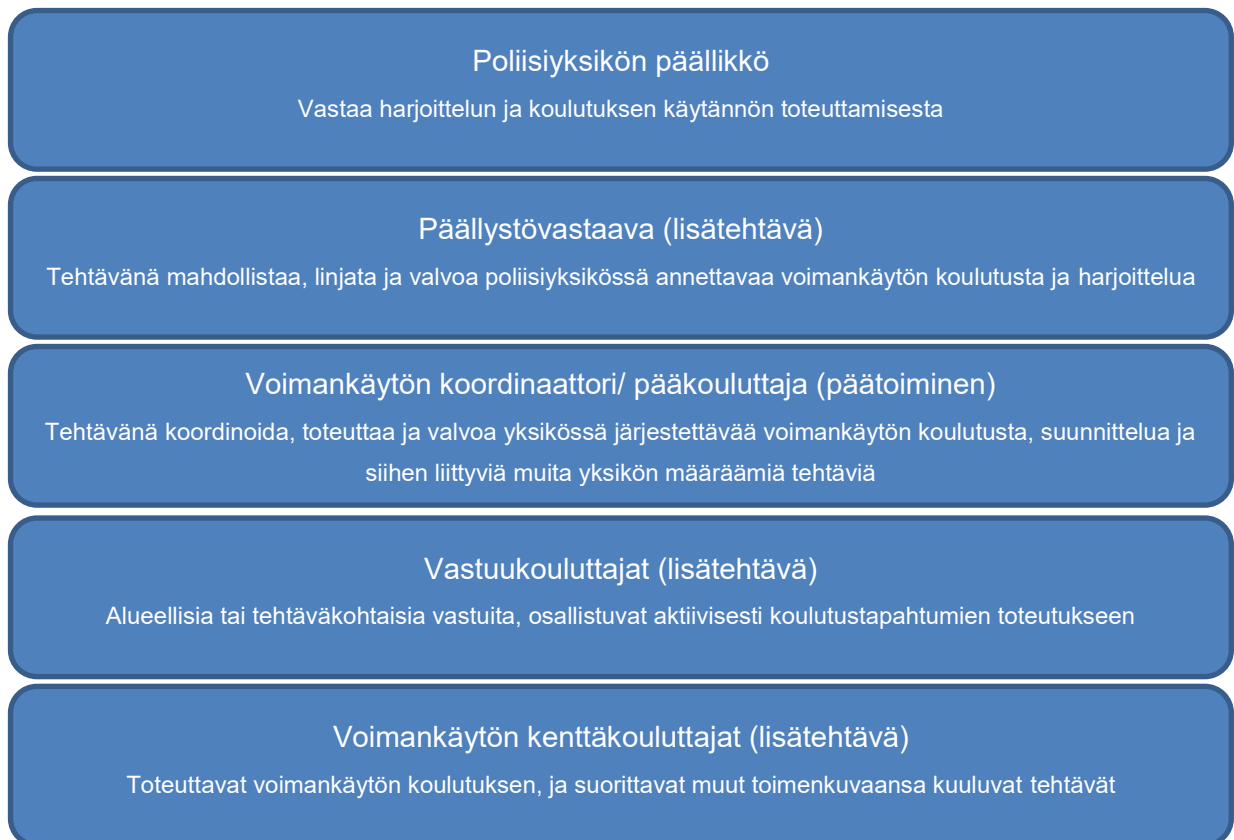 Poliisiyksikön päällikkö
Vastaa harjoittelun ja koulutuksen käytännön toteuttamisesta
Päällystövastaava (lisätehtävä)
Tehtävänä mahdollistaa, linjata ja valvoa poliisiyksikössä annettavaa voimankäytön koulutusta ja harjoittelua
Voimankäytön koordinaattori/ pääkouluttaja (päätoiminen)
Tehtävänä koordinoida, toteuttaa ja valvoa yksikössä järjestettävää voimankäytön koulutusta, suunnittelua ja
siihen liittyviä muita yksikön määräämiä tehtäviä
Vastuukouluttajat (lisätehtävä)
Alueellisia tai tehtäväkohtaisia vastuita, osallistuvat aktiivisesti koulutustapahtumien toteutukseen
Voimankäytön kenttäkouluttajat (lisätehtävä)
Toteuttavat voimankäytön koulutuksen, ja suorittavat muut toimenkuvaansa kuuluvat tehtävät